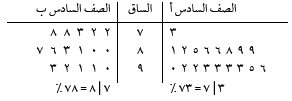 الصف السادس أ الساق الصف السادس ب
٣ ٧ ٨ ٨ ٣ ٢ ٢
١ ٢ ٥ ٦ ٦ ٨ ٩ ٩ ٨ ٧ ٦ ٣ ١ ٠ ٠
٠ ٢ ٢ ٣ ٣ ٣ ٣ ٥ ٦ ٩ ٣ ٢ ١ ١ ٠
٪٧٣ = ٧|٣ ٪٧٨ = ٨|٧